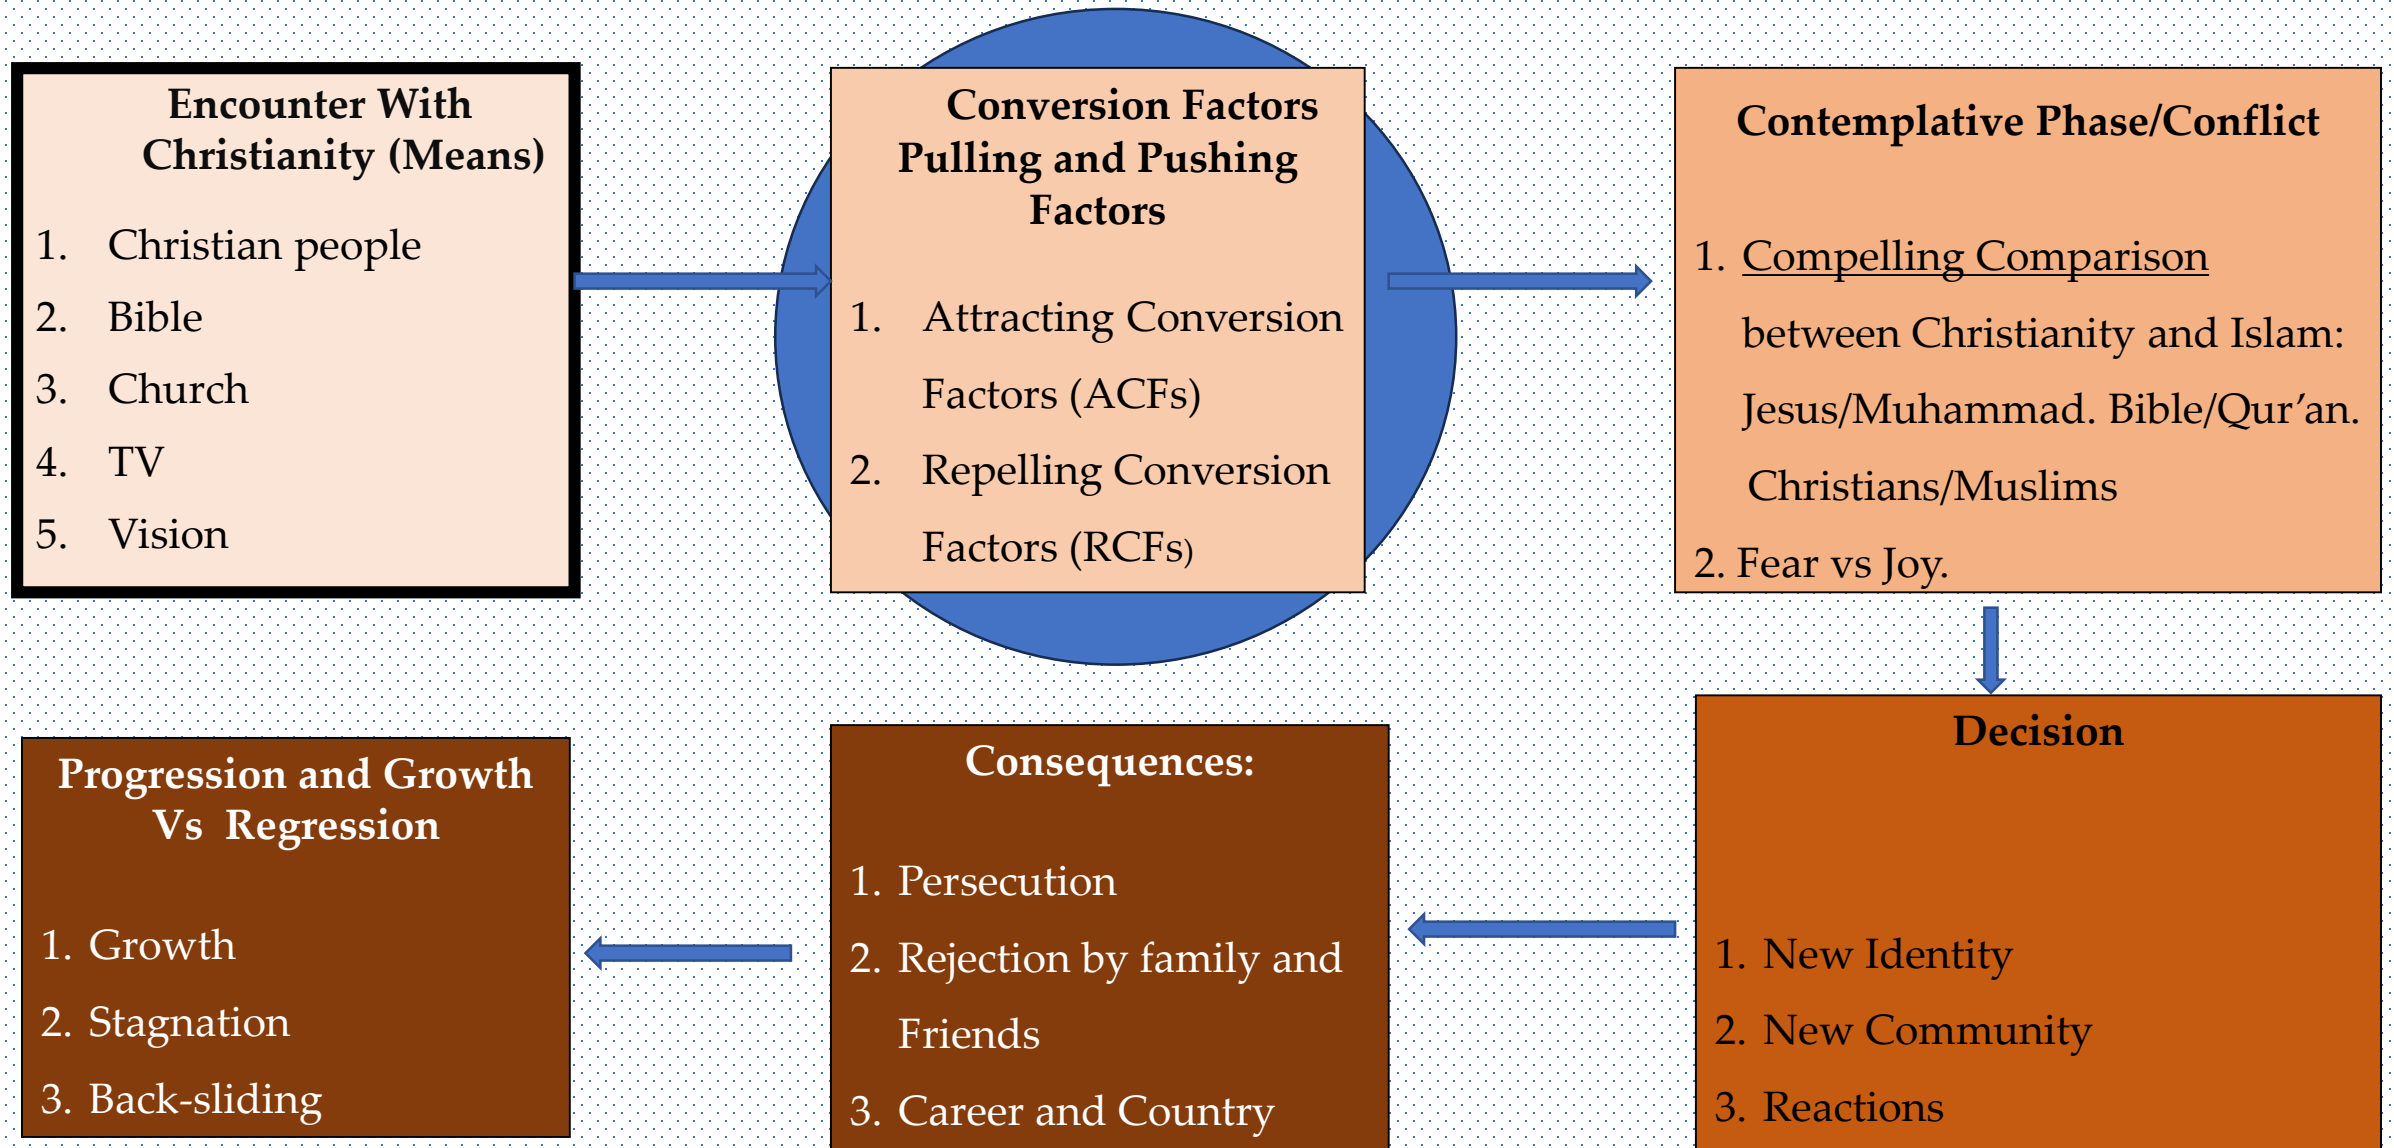 Encounter With
Christianity (Means)
1. Christian people
2. Bible
3. Church
4. TV
5. Vision
Conversion Factors
Pulling and Pushing
Factors
1. Attracting Conversion
Factors (ACFs)
2. Repelling Conversion
Factors (RCFs)
Contemplative Phase/Conflict
1. Compelling Comparison
between Christianity and Islam:
Jesus/Muhammad. Bible/Qur’an.
Christians/Muslims
2. Fear vs Joy.
Decision
1. New Identity
2. New Community
3. Reactions
Consequences:
1. Persecution
2. Rejection by family and
Friends
3. Career and Country
Progression and Growth
Vs Regression
1. Growth
2. Stagnation
3. Back-sliding